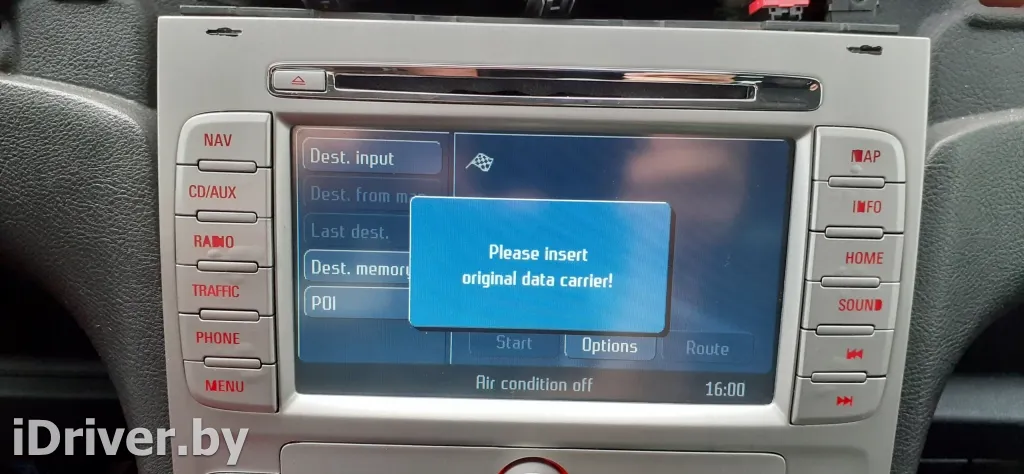 NAV
CD/AUX
RADIO
TRAFFIC
PHONE
MENU
Dest. input
Dest. from map
Last dest.
Dest. memory
POI
Please insert
original data carrier!
Start
Options
Route
Air condition off
16:00
MAP
INFO
HOME
SOUND
iDriver.by